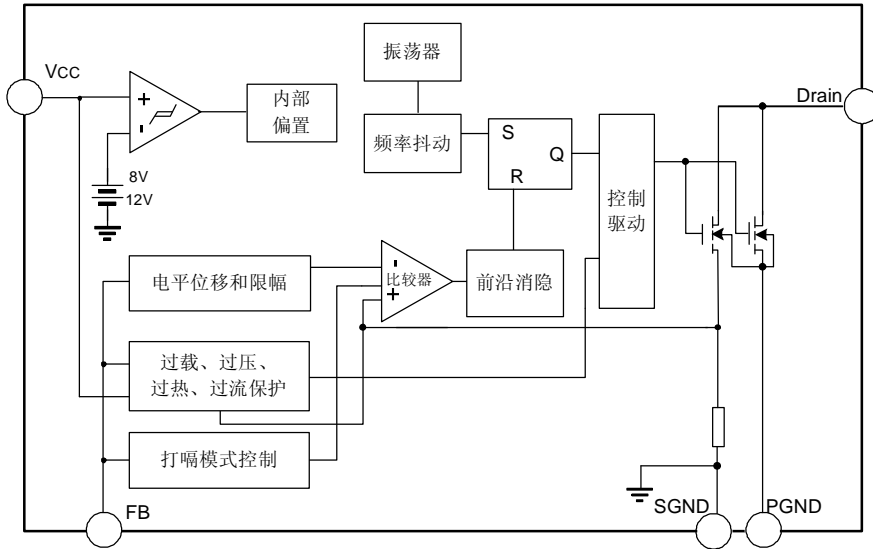 振荡器
VCC
Drain
+
-
内部
偏置
频率抖动
S
Q
R
控制
驱动
8V
12V
电平位移和限幅
-
比较器
+
前沿消隐
过载、过压、
过热、过流保护
打嗝模式控制
FB
SGND
PGND